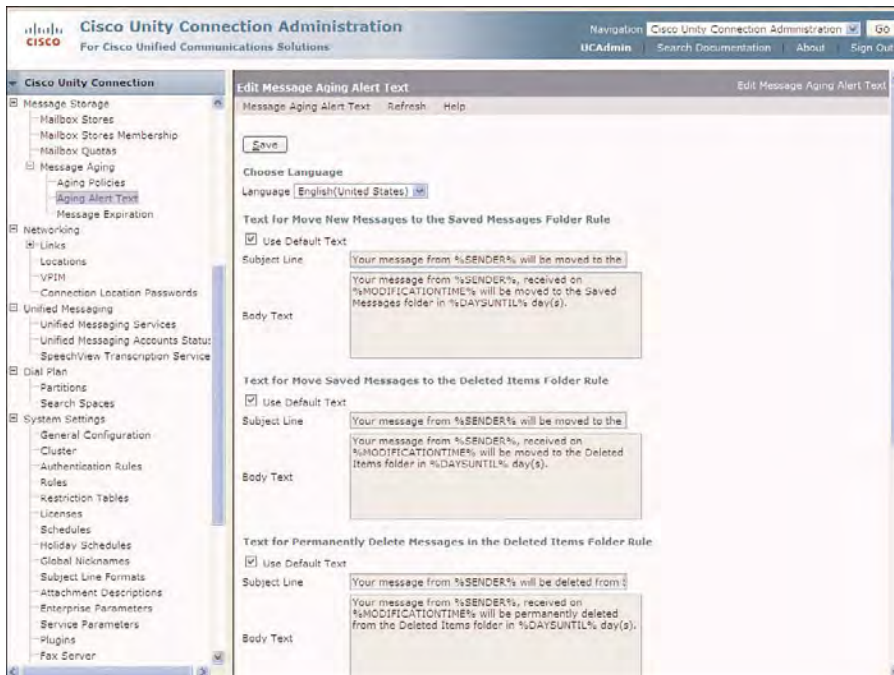 Cisco Unity Connection Administration
CISCO
For Cisco Unified Communications Solutions
Navigation Cisco Unity Connection Administration Go
UCAdmin Search Documentation About Sign Out
Cisco Unity Connection
Message Storage
Mailbox Stores
Mailbox Stores Membership
Mailbox Quotas
Message Aging
Aging Policies
Aging Alert Text
Message Expiration
Networking
Links
Locations
VPIM
Connection Location Passwords
Unified Messaging
Unified Messaging Services
Unified Messaging Accounts Status
SpeechView Transcription Service
Dial Plan
Partitions
Search Spaces
System Settings
General Configuration
Cluster
Authentication Rules
Roles
Restriction Tables
Licenses
Schedules
Holiday Schedules
Global Nicknames
Subject Line Formats
Attachment Descriptions
Enterprise Parameters
Service Parameters
Plugins
Fax Server
Edit Message Aging Alert Text Edit Message Aging Alert Text
Message Aging Alert Text Refresh Help
Save
Choose Language
Language English(United States)
Text for Move New Messages to the Saved Messages Folder Rule
Use Default Text
Subject Line Your message from %SENDER% will be moved to the
Your message from %SENDER%, received on
%MODIFICATIONTIME% will be moved to the Saved
Messages folder in %DAYSUNTIL% day(s).
Body Text
Text for Move Saved Messages to the Deleted Items Folder Rule
Use Default Text
Subject Line Your message from %SENDER% will be moved to the
Your message from %SENDER%, received on
%MODIFICATIONTIME% will be moved to the Deleted
Items folder in %DAYSUNTIL% day(s).
Body Text
Text for Permanently Delete Messages in the Deleted Items Folder Rule
Use Default Text
Subject Line Your message from %SENDER% will be deleted from
Your message from %SENDER%, received on
%MODIFICATIONTIME% will be permanently deleted
from the Deleted Items folder in %DAYSUNTIL% day(s).
Body Text